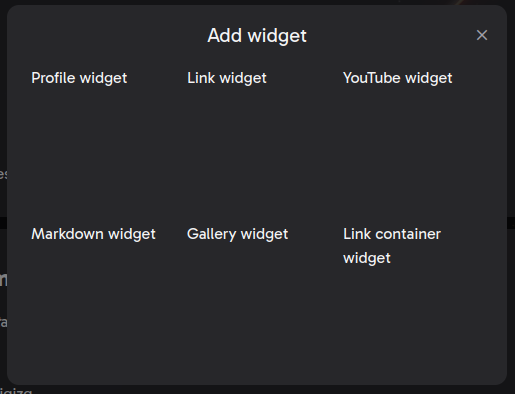 Add widget
Profile widget
Link widget
YouTube widget
Markdown widget
Gallery widget
Link container
widget